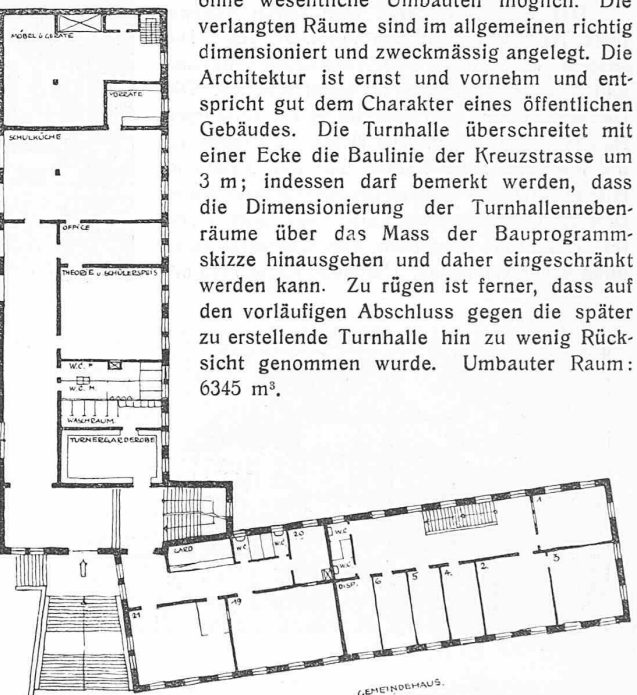 ohne wesentliche Umbauten möglich. Die
verlangten Räume sind im allgemeinen richtig
dimensioniert und zweckmässig angelegt. Die
Architektur ist ernst und vornehm und ent-
spricht gut dem Charakter eines öffentlichen
Gebäudes. Die Turnhalle überschreitet mit
einer Ecke die Baulinie der Kreuzstrasse um
3 m; indessen darf bemerkt werden, dass
die Dimensionierung der Turnhallenneben-
räume über das Mass der Bauprogramm-
skizze hinausgehen und daher eingeschränkt
werden kann. Zu rügen ist ferner, dass auf
den vorläufigen Abschluss gegen die später
zu erstellende Turnhalle hin zu wenig Rück-
sicht genommen wurde. Umbauter Raum:
6345 m³.
MÖBEL & GERÄTE
VORRÄTE
SCHULKÜCHE
OFFICE
THEORIE U. SCHÜLERSPEIS
W.C. F
W.C. M.
WASCHRAUM.
TURNERGARDEROBE
GARD
W.C
W.C
20
W.C
W.C
DISP.
6
5
4.
2.
1
3
21
19
GEMEINDEHAUS.